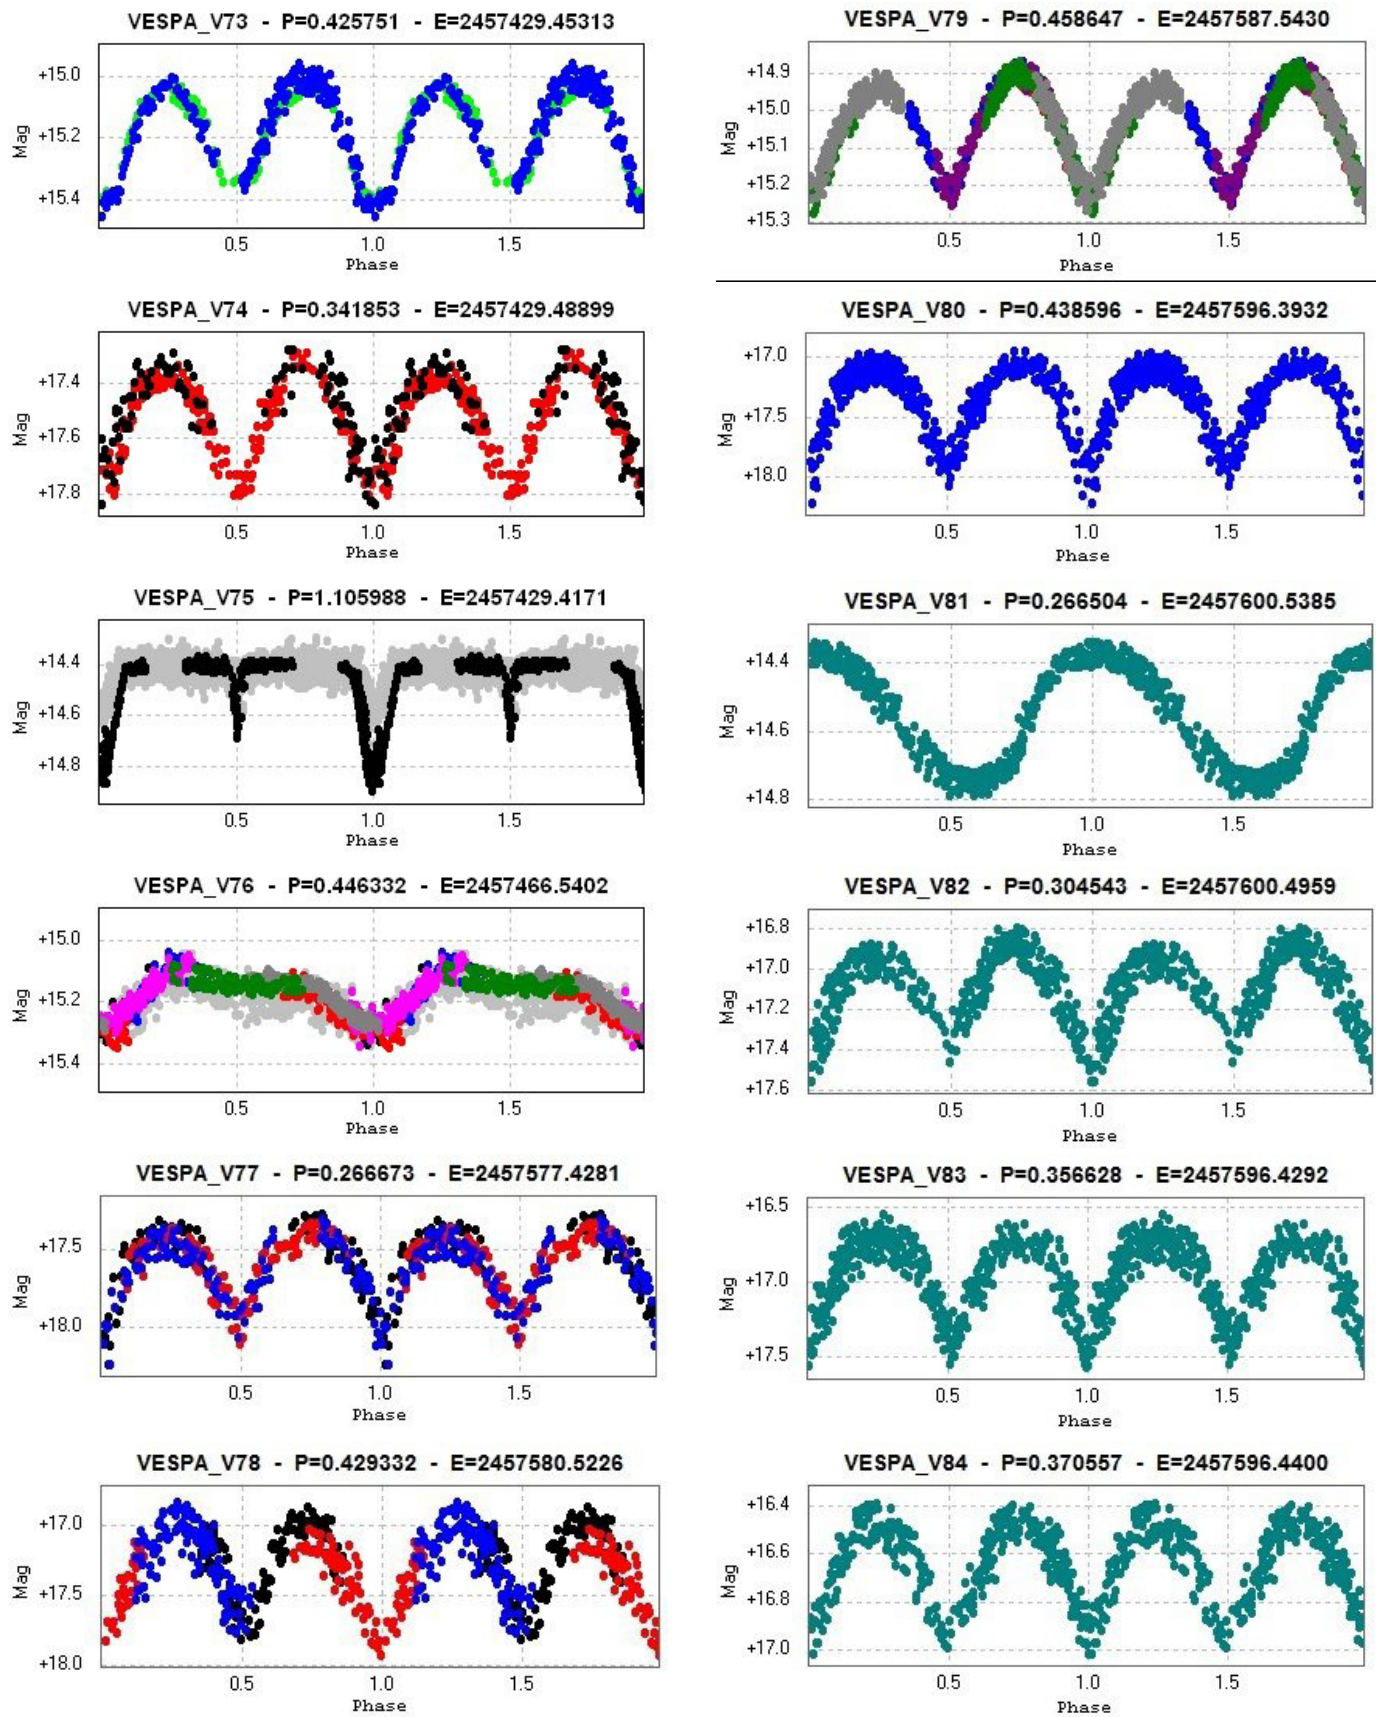 VESPA_V73 - P=0.425751 - E=2457429.45313
+15.0
+15.2
+15.4
Mag
0.5 1.0 1.5
Phase
VESPA_V74 - P=0.341853 - E=2457429.48899
+17.4
+17.6
+17.8
Mag
0.5 1.0 1.5
Phase
VESPA_V75 - P=1.105988 - E=2457429.4171
+14.4
+14.6
+14.8
Mag
0.5 1.0 1.5
Phase
VESPA_V76 - P=0.446332 - E=2457466.5402
+15.0
+15.2
+15.4
Mag
0.5 1.0 1.5
Phase
VESPA_V77 - P=0.266673 - E=2457577.4281
+17.5
+18.0
Mag
0.5 1.0 1.5
Phase
VESPA_V78 - P=0.429332 - E=2457580.5226
+17.0
+17.5
+18.0
Mag
0.5 1.0 1.5
Phase
VESPA_V79 - P=0.458647 - E=2457587.5430
+14.9
+15.0
+15.1
+15.2
+15.3
Mag
0.5 1.0 1.5
Phase
VESPA_V80 - P=0.438596 - E=2457596.3932
+17.0
+17.5
+18.0
Mag
0.5 1.0 1.5
Phase
VESPA_V81 - P=0.266504 - E=2457600.5385
+14.4
+14.6
+14.8
Mag
0.5 1.0 1.5
Phase
VESPA_V82 - P=0.304543 - E=2457600.4959
+16.8
+17.0
+17.2
+17.4
+17.6
Mag
0.5 1.0 1.5
Phase
VESPA_V83 - P=0.356628 - E=2457596.4292
+16.5
+17.0
+17.5
Mag
0.5 1.0 1.5
Phase
VESPA_V84 - P=0.370557 - E=2457596.4400
+16.4
+16.6
+16.8
+17.0
Mag
0.5 1.0 1.5
Phase